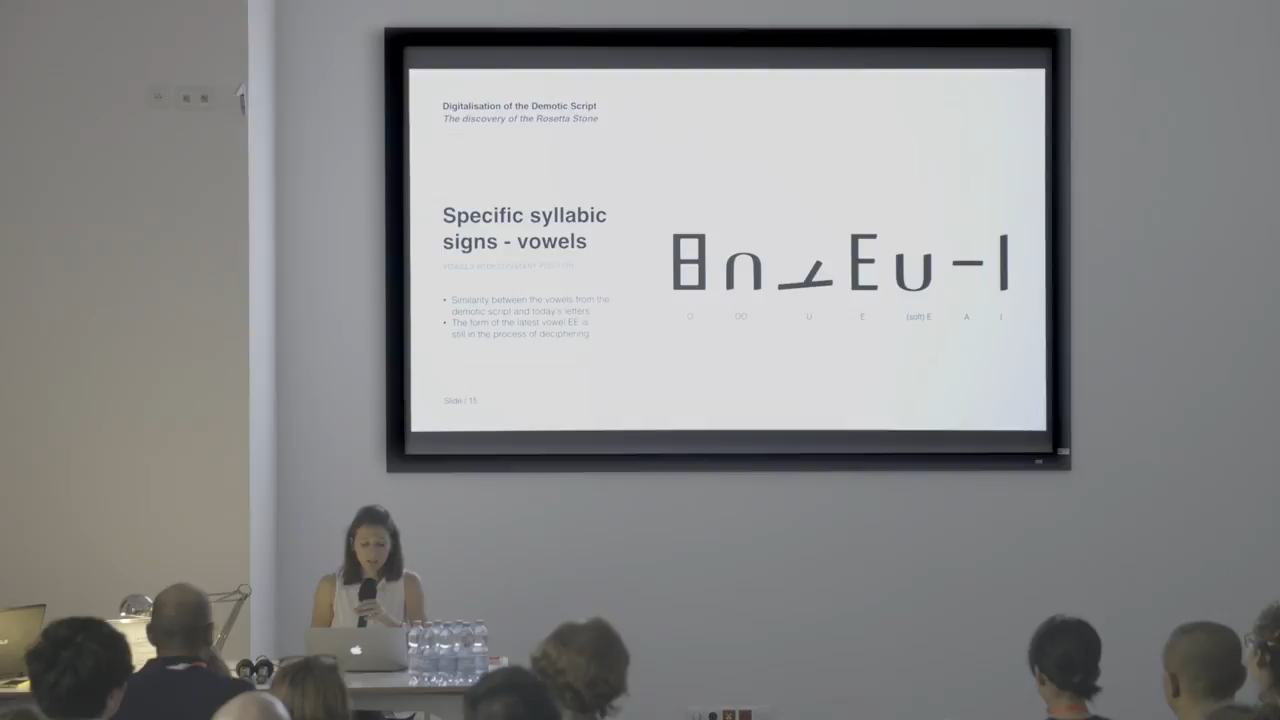 Digitalisation of the Demotic Script
The discovery of the Rosetta Stone
Specific syllabic
signs - vowels
• Similarity between the vowels from the
demotic script and today's letters
• The form of the latest vowel EE is
still in the process of deciphering
O OO U E (soft) E A I
Slide / 15